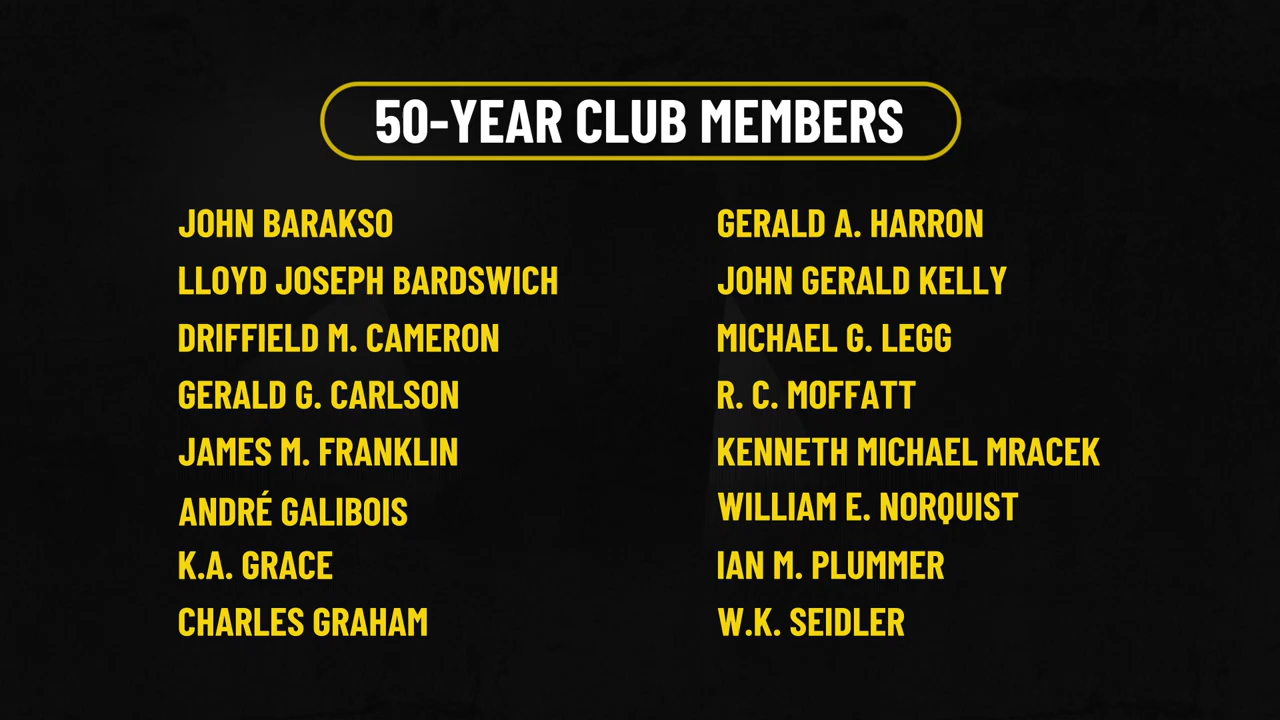 50-YEAR CLUB MEMBERS
JOHN BARAKSO
LLOYD JOSEPH BARDSWICH
DRIFFIELD M. CAMERON
GERALD G. CARLSON
JAMES M. FRANKLIN
ANDRÉ GALIBOIS
K.A. GRACE
CHARLES GRAHAM
GERALD A. HARRON
JOHN GERALD KELLY
MICHAEL G. LEGG
R. C. MOFFATT
KENNETH MICHAEL MRACEK
WILLIAM E. NORQUIST
IAN M. PLUMMER
W.K. SEIDLER